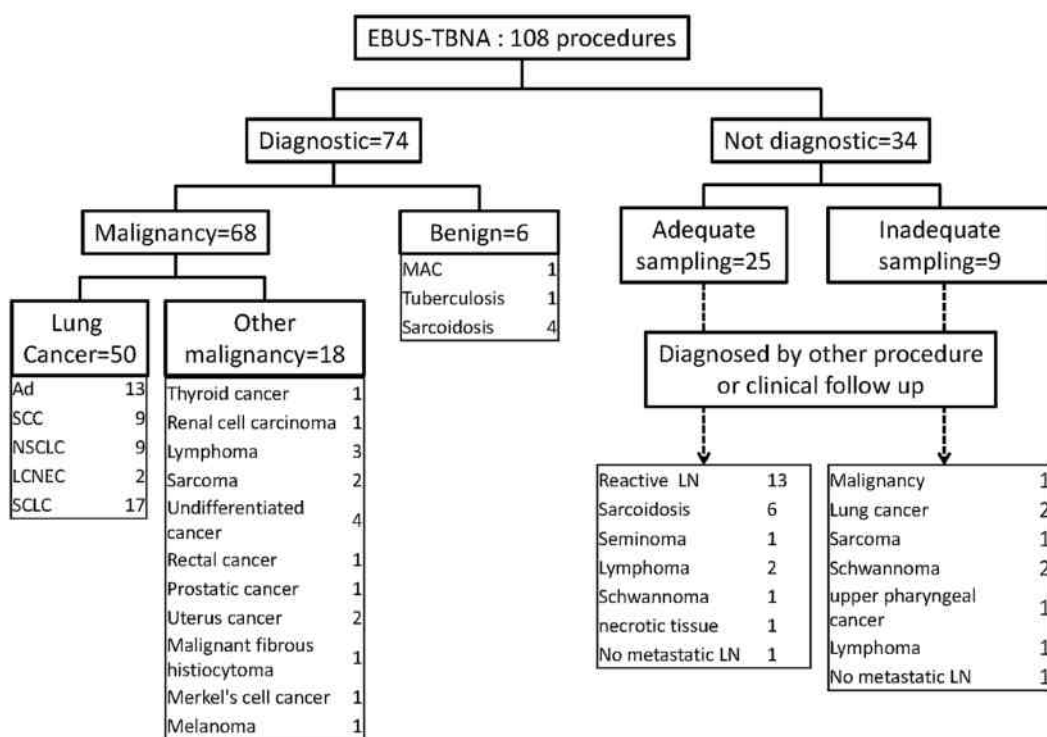 EBUS-TBNA : 108 procedures
Diagnostic=74
Not diagnostic=34
Malignancy=68
Benign=6
MAC 1
Tuberculosis 1
Sarcoidosis 4
Adequate
sampling=25
Inadequate
sampling=9
Lung
Cancer=50
Ad 13
SCC 9
NSCLC 9
LCNEC 2
SCLC 17
Other
malignancy=18
Thyroid cancer 1
Renal cell carcinoma 1
Lymphoma 3
Sarcoma 2
Undifferentiated
cancer 4
Rectal cancer 1
Prostatic cancer 1
Uterus cancer 2
Malignant fibrous
histiocytoma 1
Merkel's cell cancer 1
Melanoma 1
Diagnosed by other procedure
or clinical follow up
Reactive LN 13
Sarcoidosis 6
Seminoma 1
Lymphoma 2
Schwannoma 1
necrotic tissue 1
No metastatic LN 1
Malignancy 1
Lung cancer 2
Sarcoma 1
Schwannoma 2
upper pharyngeal
cancer 1
Lymphoma 1
No metastatic LN 1